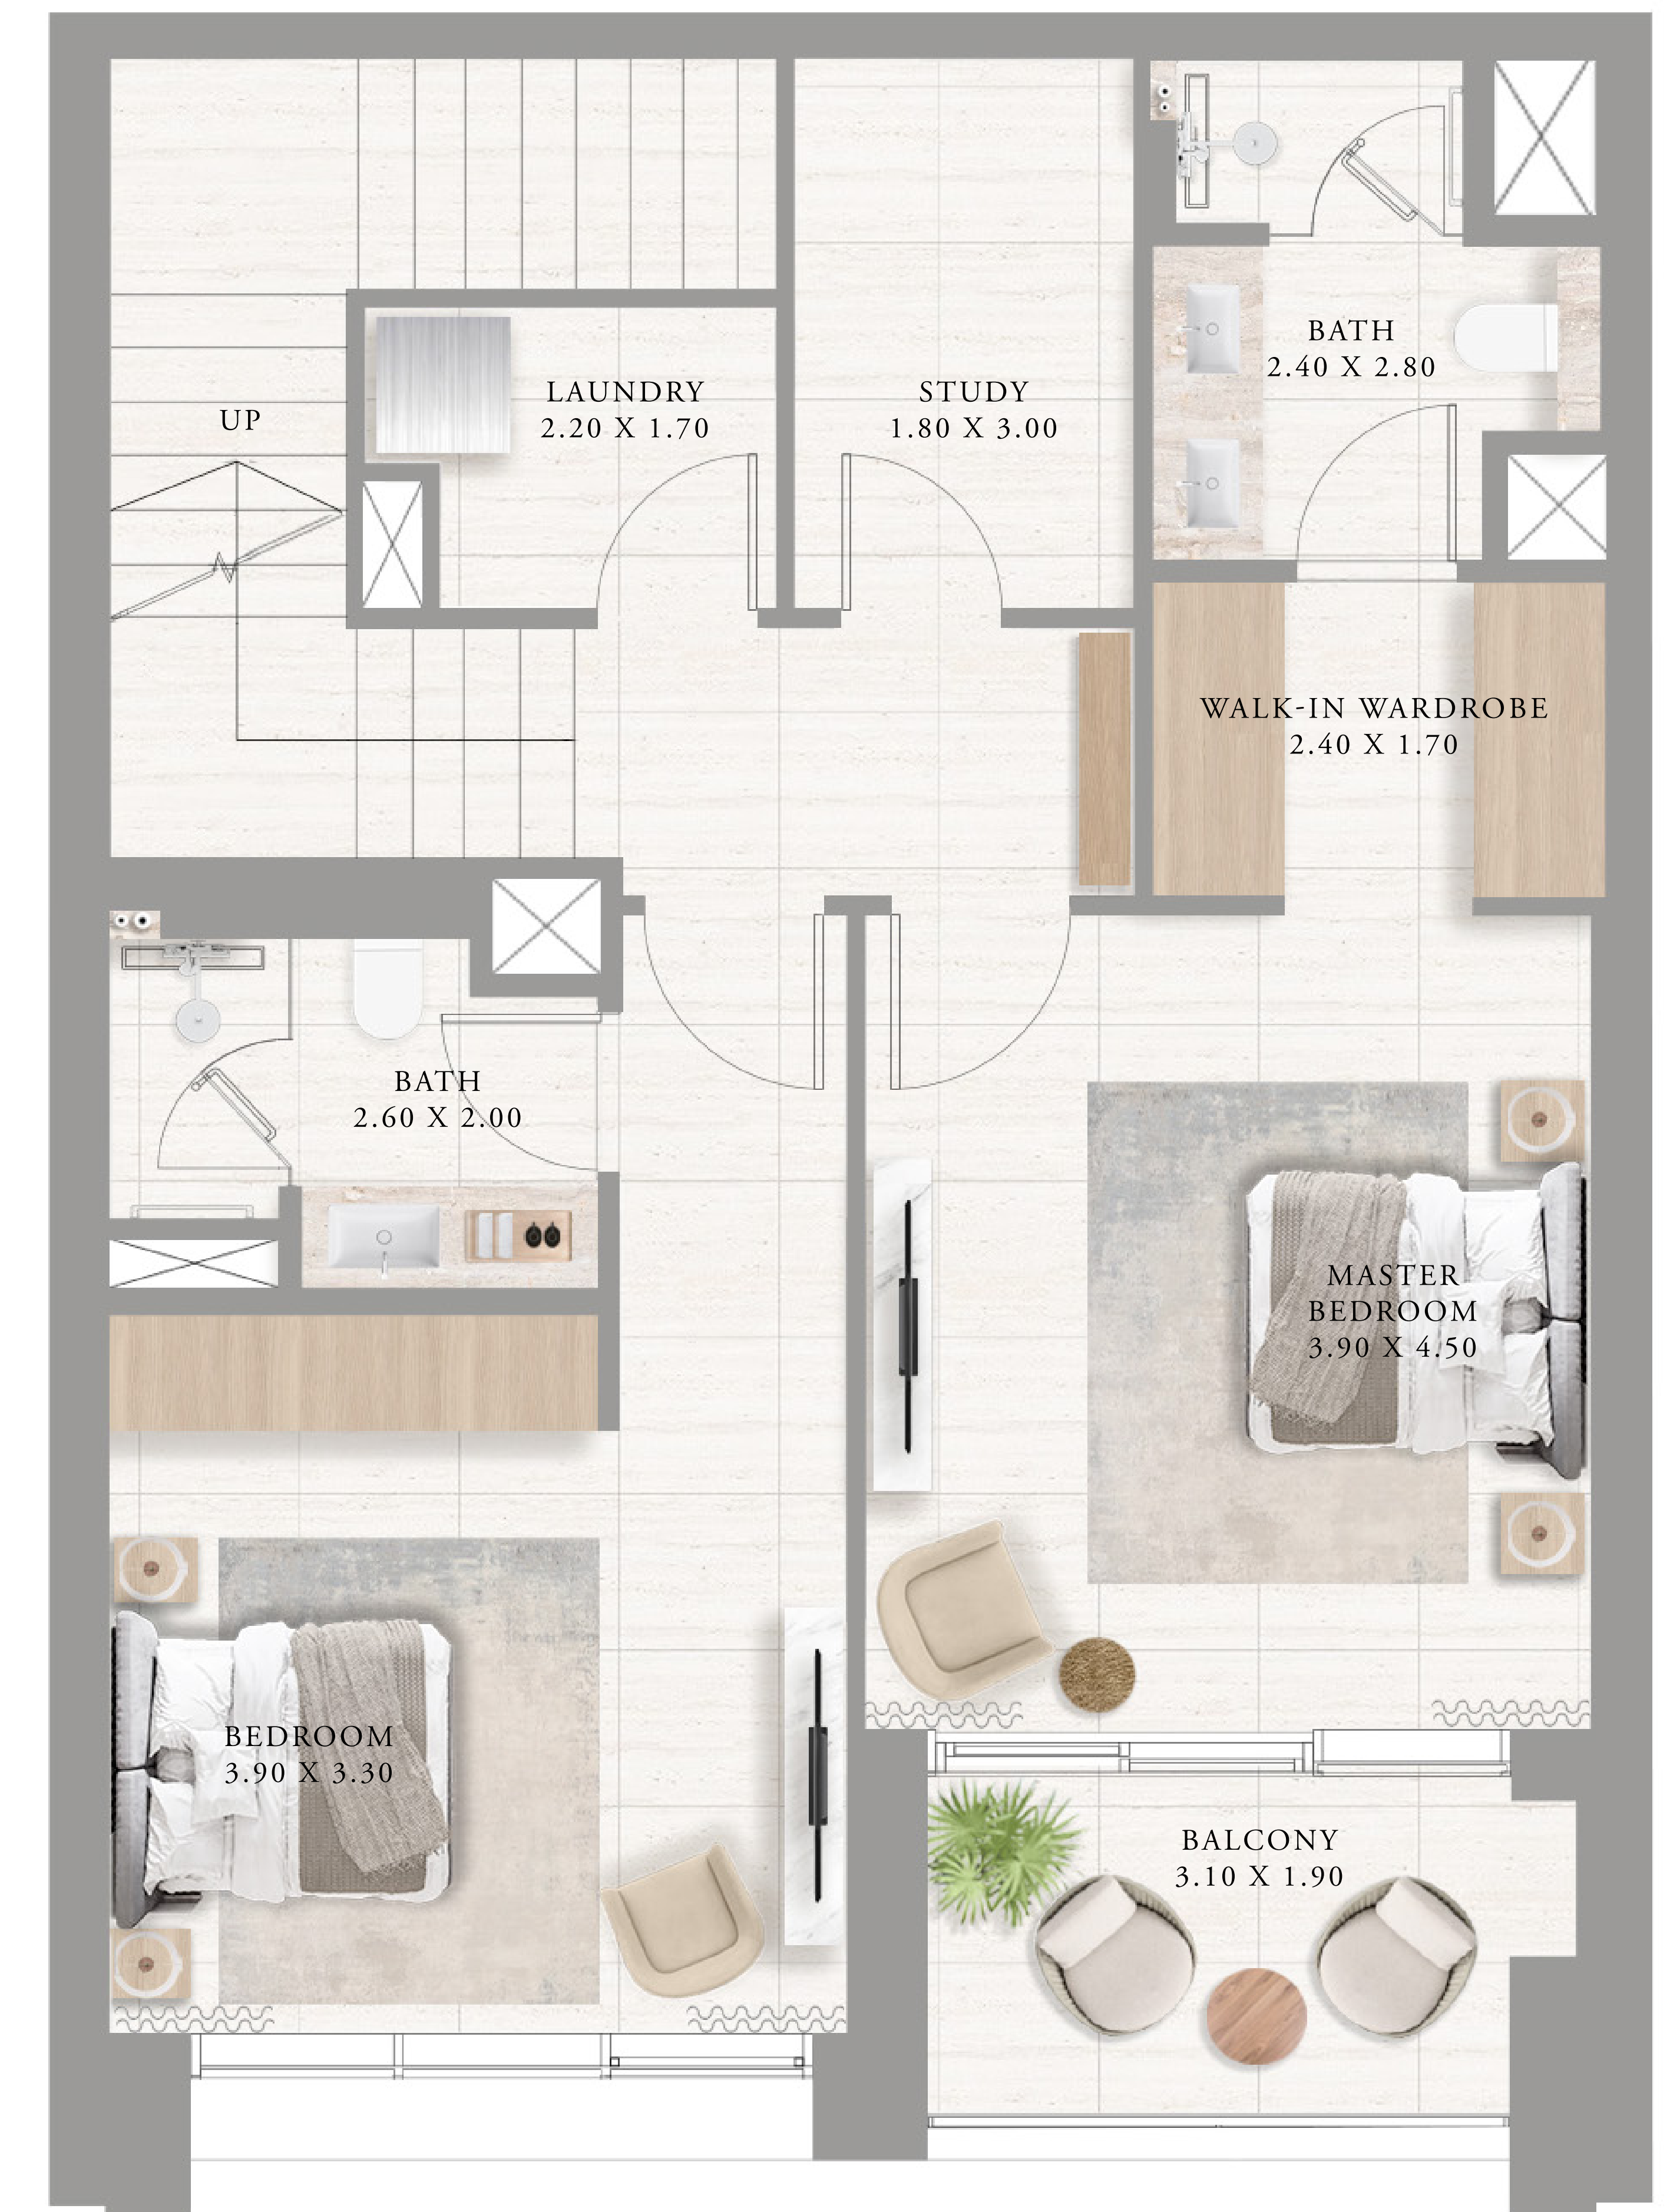 BATH
2.40 X 2.80
LAUNDRY
2.20 X 1.70
STUDY
1.80 X 3.00
UP
WALK-IN WARDROBE
2.40 X 1.70
BATH
2.60 X 2.00
MASTER
BEDROOM
3.90 X 4.50
BEDROOM
3.90 X 3.30
BALCONY
3.10 X 1.90